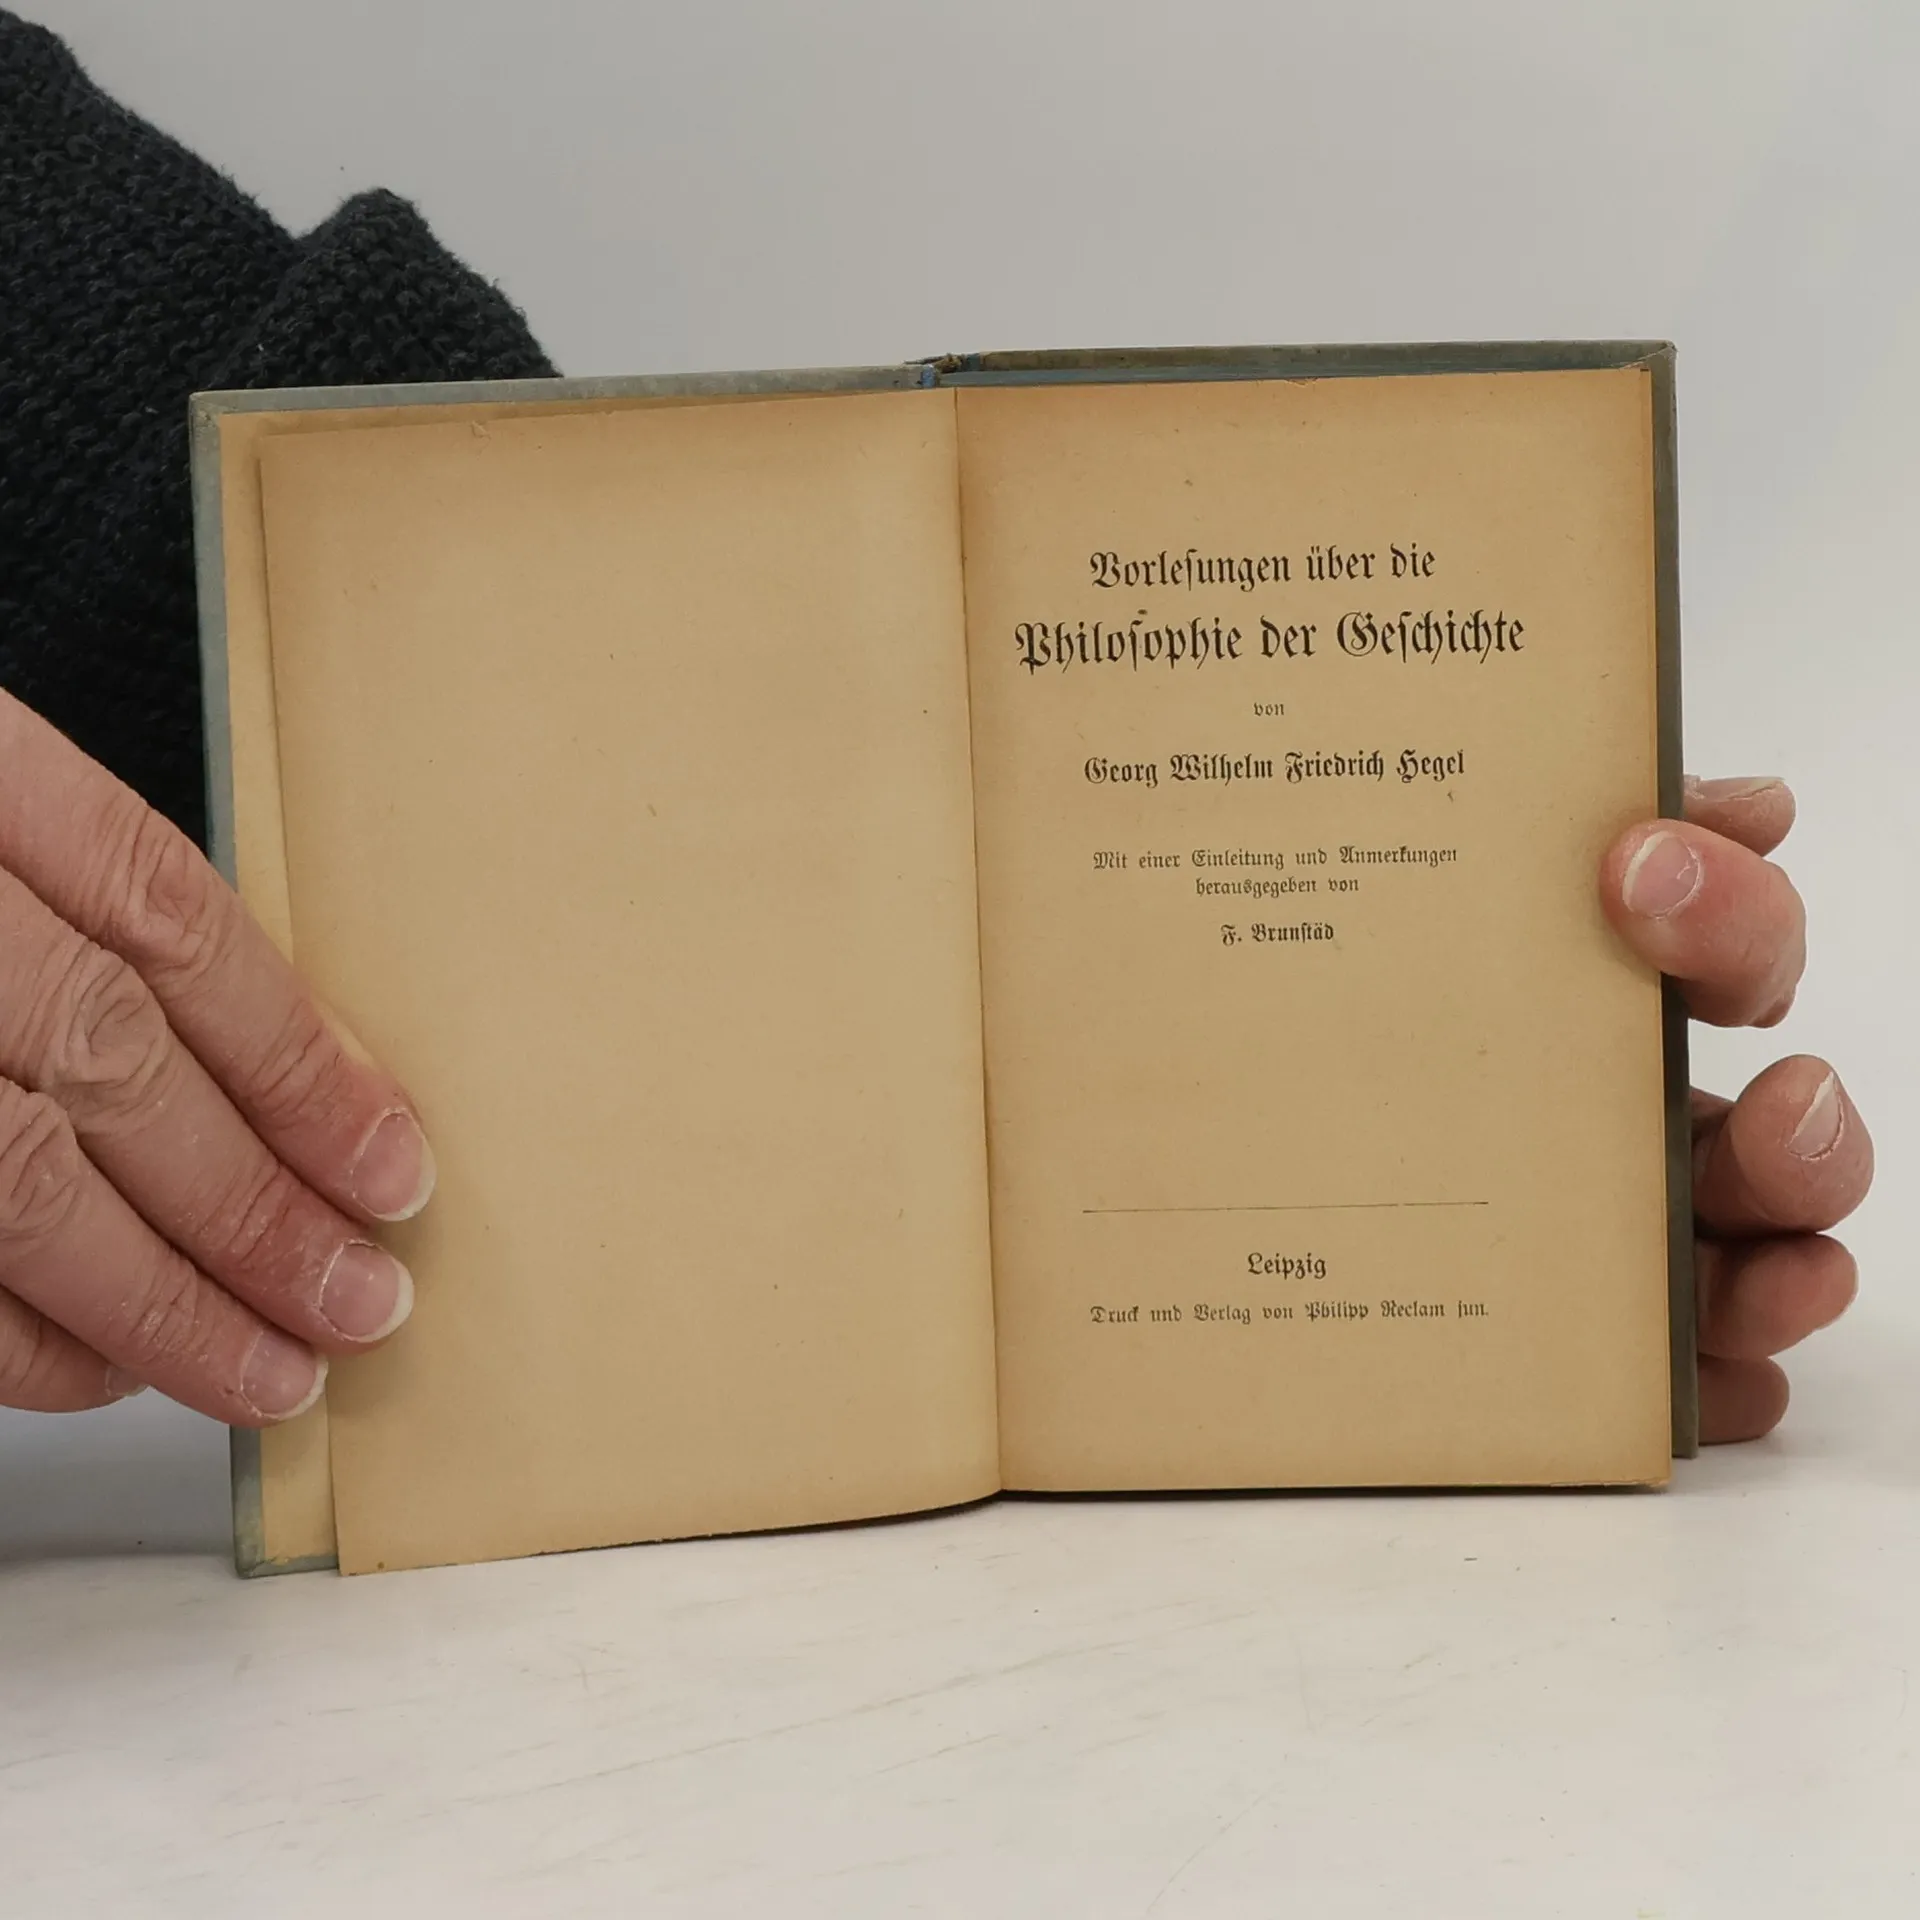 Vorleſungen über die
Philoſophie der Geſchichte
von
Georg Wilhelm Friedrich Hegel
Mit einer Einleitung und Anmerkungen
herausgegeben von
F. Brunſtäd
Leipzig
Druck und Verlag von Philipp Reclam jun.